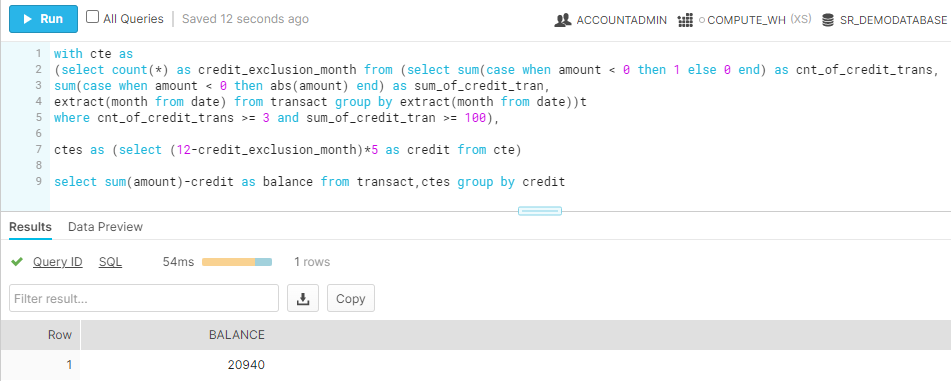 Run All Queries Saved 12 seconds ago ACCOUNTADMIN COMPUTE_WH (XS) SR_DEMODATABASE
1 with cte as
2 (select count(*) as credit_exclusion_month from (select sum(case when amount < 0 then 1 else 0 end) as cnt_of_credit_trans,
3 sum(case when amount < 0 then abs(amount) end) as sum_of_credit_tran,
4 extract(month from date) from transact group by extract(month from date))t
5 where cnt_of_credit_trans >= 3 and sum_of_credit_tran >= 100),
6
7 ctes as (select (12-credit_exclusion_month)*5 as credit from cte)
8
9 select sum(amount)-credit as balance from transact,ctes group by credit
Results Data Preview
Query ID SQL 54ms 1 rows
Filter result... Copy
Row BALANCE
1 20940